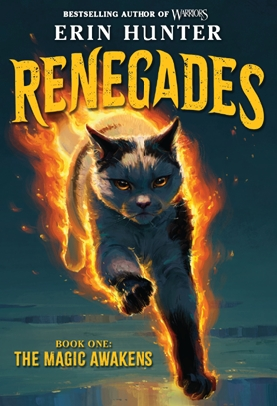 BESTSELLING AUTHOR OF WARRIORS
ERIN HUNTER
RENEGADES
BOOK ONE:
THE MAGIC AWAKENS